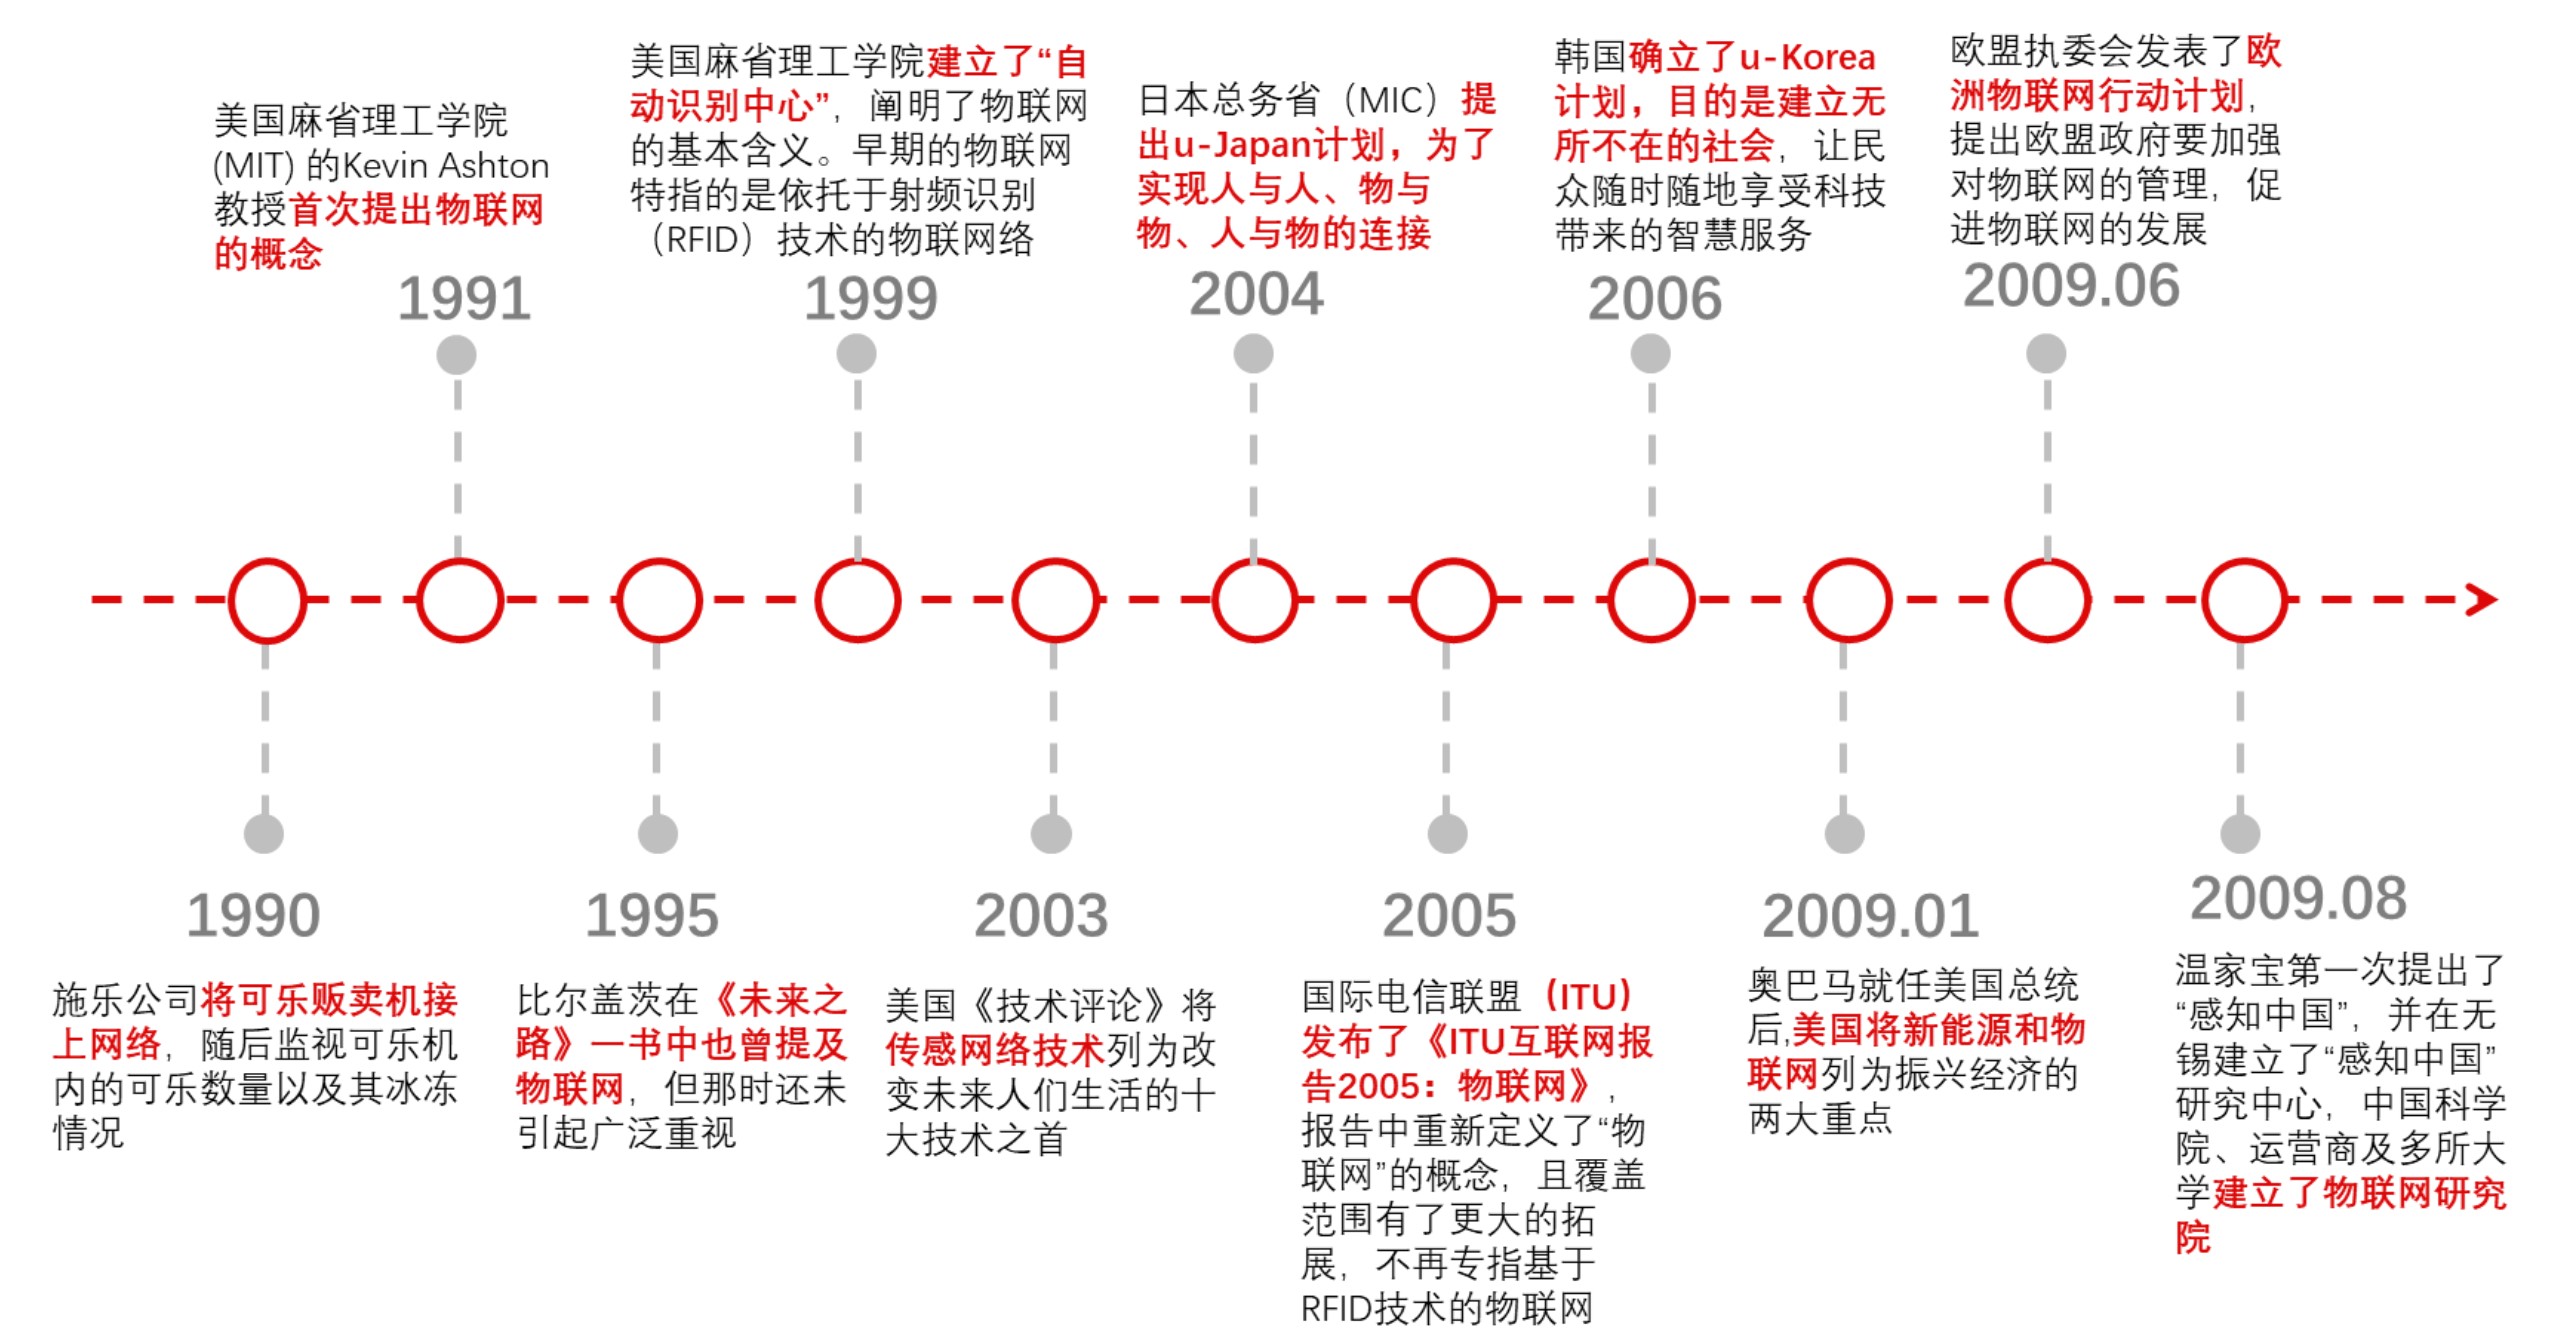 美国麻省理工学院
(MIT) 的Kevin Ashton
教授首次提出物联网
的概念
1991
美国麻省理工学院建立了“自
动识别中心”，阐明了物联网
的基本含义。早期的物联网
特指的是依托于射频识别
（RFID）技术的物联网络
1999
日本总务省（MIC）提
出u-Japan计划，为了
实现人与人、物与
物、人与物的连接
2004
韩国确立了u-Korea
计划，目的是建立无
所不在的社会，让民
众随时随地享受科技
带来的智慧服务
2006
欧盟执委会发表了欧
洲物联网行动计划，
提出欧盟政府要加强
对物联网的管理，促
进物联网的发展
2009.06
1990
施乐公司将可乐贩卖机接
上网络，随后监视可乐机
内的可乐数量以及其冰冻
情况
1995
比尔盖茨在《未来之
路》一书中也曾提及
物联网，但那时还未
引起广泛重视
2003
美国《技术评论》将
传感网络技术列为改
变未来人们生活的十
大技术之首
2005
国际电信联盟（ITU）
发布了《ITU互联网报
告2005：物联网》，
报告中重新定义了“物
联网”的概念，且覆盖
范围有了更大的拓
展，不再专指基于
RFID技术的物联网
2009.01
奥巴马就任美国总统
后,美国将新能源和物
联网列为振兴经济的
两大重点
2009.08
温家宝第一次提出了
“感知中国”，并在无
锡建立了“感知中国”
研究中心，中国科学
院、运营商及多所大
学建立了物联网研究
院